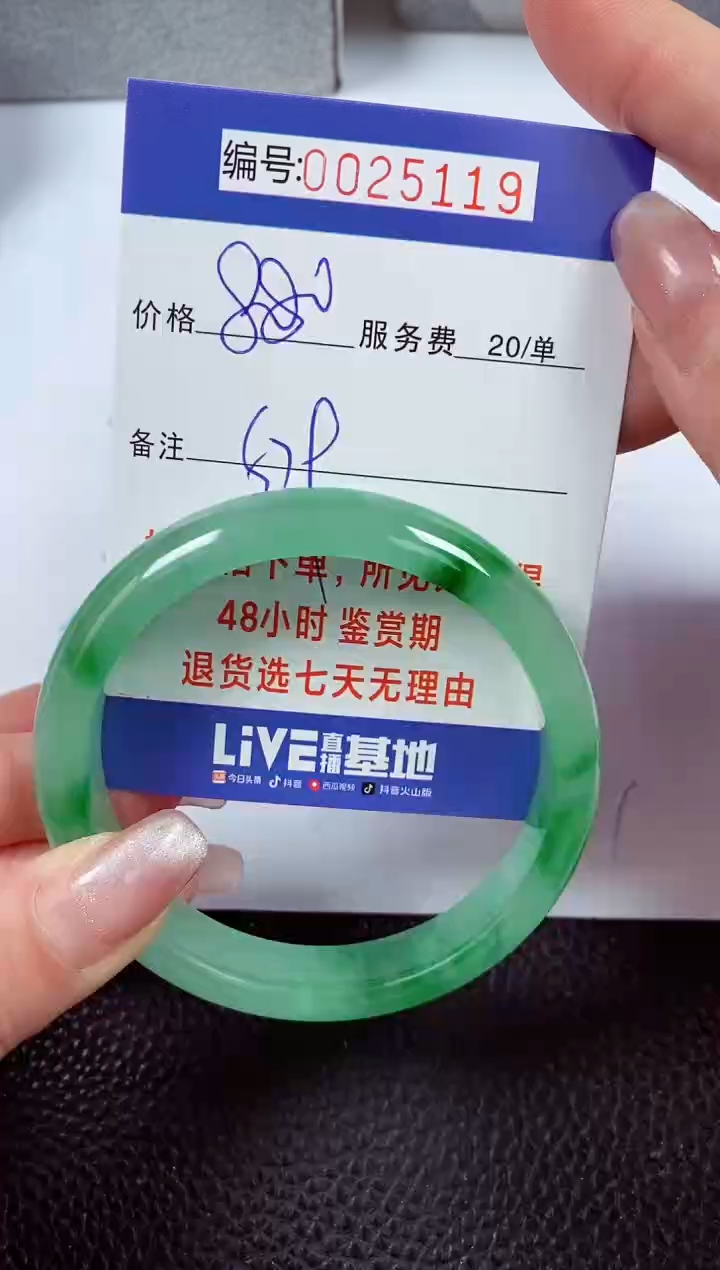 编号:0025119
价格 服务费 20/单
备注
下单，所见
48小时鉴赏期
退货选七天无理由
LiVE直播基地
今日头条 抖音 西瓜视频 抖音火山版